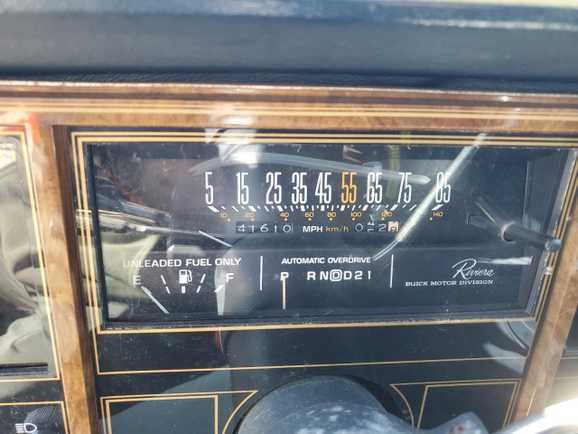 5 15 25 35 45 55 65 75 85
10 20 40 60 80 100 120 140
41610 MPH km/h
UNLEADED FUEL ONLY
E F
AUTOMATIC OVERDRIVE
P R N D D 2 1
Riviera
BUICK MOTOR DIVISION